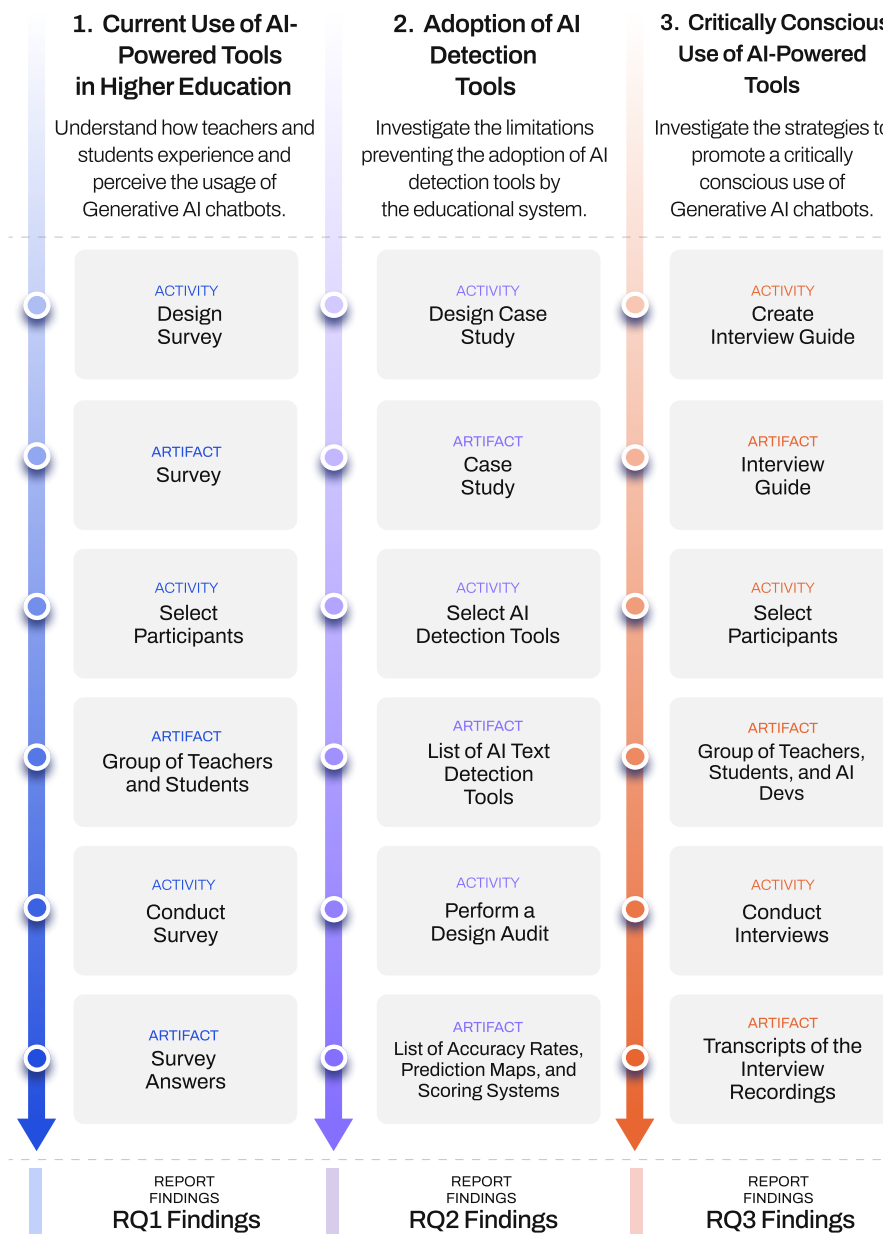 1. Current Use of AI-
Powered Tools
in Higher Education
Understand how teachers and
students experience and
perceive the usage of
Generative AI chatbots.
ACTIVITY
Design
Survey
ARTIFACT
Survey
ACTIVITY
Select
Participants
ARTIFACT
Group of Teachers
and Students
ACTIVITY
Conduct
Survey
ARTIFACT
Survey
Answers
REPORT
FINDINGS
RQ1 Findings
2. Adoption of AI
Detection
Tools
Investigate the limitations
preventing the adoption of AI
detection tools by
the educational system.
ACTIVITY
Design Case
Study
ARTIFACT
Case
Study
ACTIVITY
Select AI
Detection Tools
ARTIFACT
List of AI Text
Detection
Tools
ACTIVITY
Perform a
Design Audit
ARTIFACT
List of Accuracy Rates,
Prediction Maps, and
Scoring Systems
REPORT
FINDINGS
RQ2 Findings
3. Critically Conscious
Use of AI-Powered
Tools
Investigate the strategies to
promote a critically
conscious use of
Generative AI chatbots.
ACTIVITY
Create
Interview Guide
ARTIFACT
Interview
Guide
ACTIVITY
Select
Participants
ARTIFACT
Group of Teachers,
Students, and AI
Devs
ACTIVITY
Conduct
Interviews
ARTIFACT
Transcripts of the
Interview
Recordings
REPORT
FINDINGS
RQ3 Findings